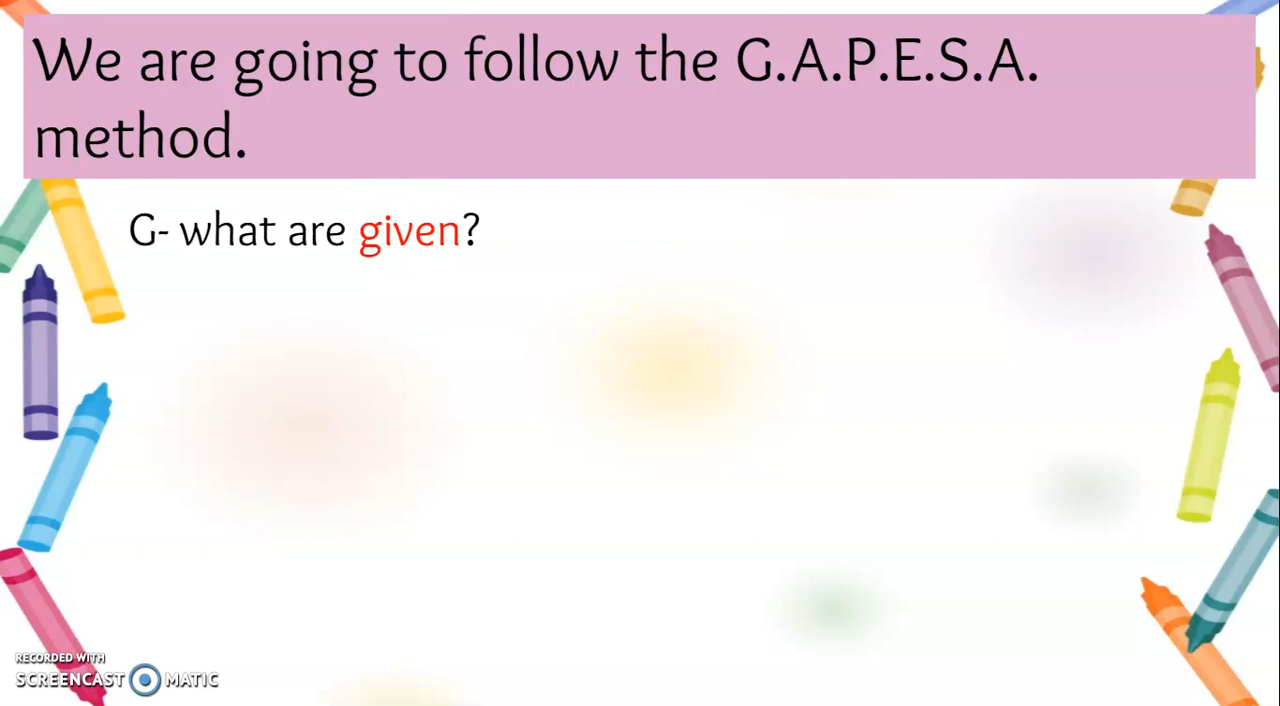 We are going to follow the G.A.P.E.S.A.
method.
G- what are given?
RECORDED WITH
SCREENCAST MATIC